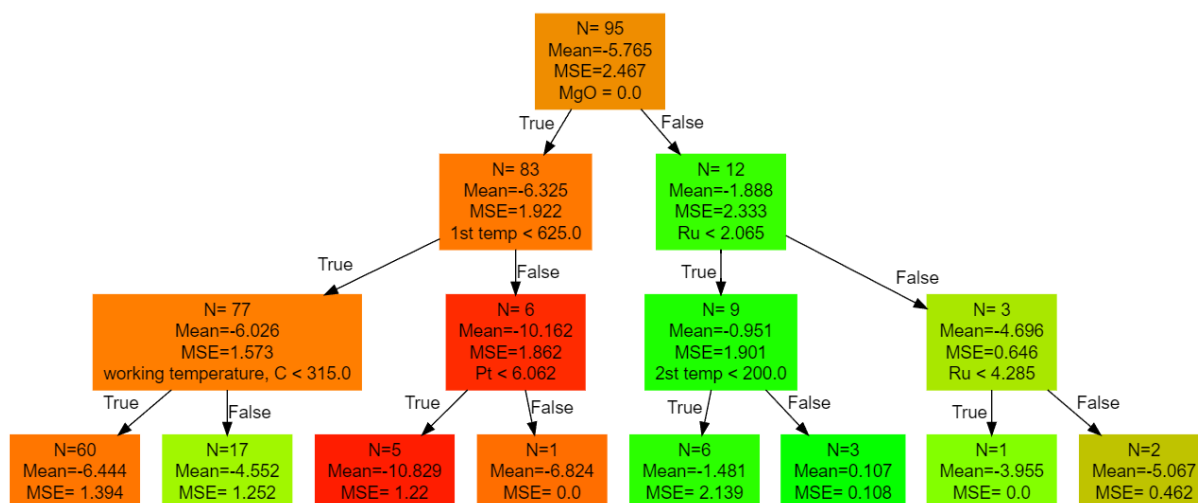 N= 95
Mean=-5.765
MSE=2.467
MgO = 0.0
True
False
N= 83
Mean=-6.325
MSE=1.922
1st temp < 625.0
N= 12
Mean=-1.888
MSE=2.333
Ru < 2.065
True
False
True
False
N= 77
Mean=-6.026
MSE=1.573
working temperature, C < 315.0
N= 6
Mean=-10.162
MSE=1.862
Pt < 6.062
N= 9
Mean=-0.951
MSE=1.901
2st temp < 200.0
N= 3
Mean=-4.696
MSE=0.646
Ru < 4.285
True
False
True
False
True
False
True
False
N=60
Mean=-6.444
MSE= 1.394
N=17
Mean=-4.552
MSE= 1.252
N=5
Mean=-10.829
MSE= 1.22
N=1
Mean=-6.824
MSE= 0.0
N=6
Mean=-1.481
MSE= 2.139
N=3
Mean=0.107
MSE= 0.108
N=1
Mean=-3.955
MSE= 0.0
N=2
Mean=-5.067
MSE= 0.462